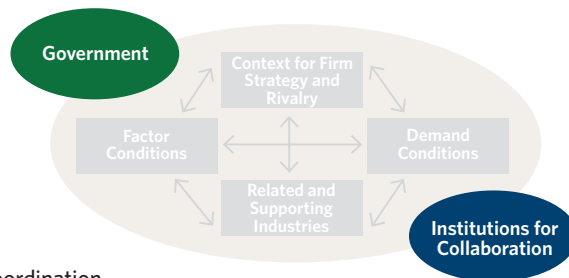 Government
Context for Firm
Strategy and
Rivalry
Factor
Conditions
Demand
Conditions
Related and
Supporting
Industries
Institutions for
Collaboration